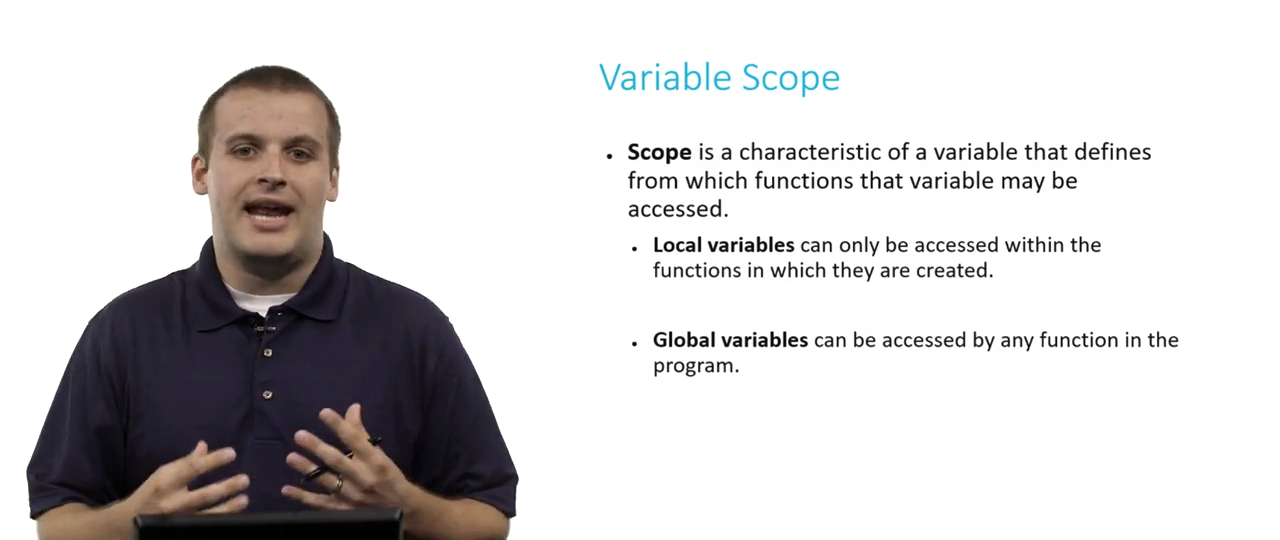 Variable Scope
• Scope is a characteristic of a variable that defines
from which functions that variable may be
accessed.
• Local variables can only be accessed within the
functions in which they are created.
• Global variables can be accessed by any function in the
program.